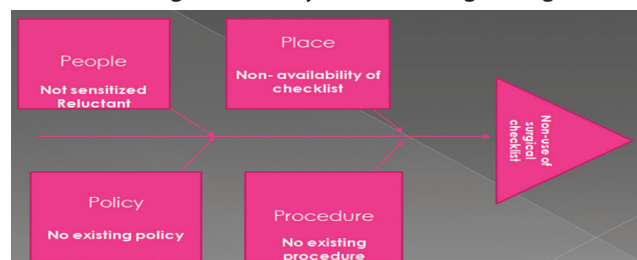 People
Not sensitized
Reluctant
Place
Non- availability of
checklist
Non-use of
surgical
checklist
Policy
No existing policy
Procedure
No existing
procedure